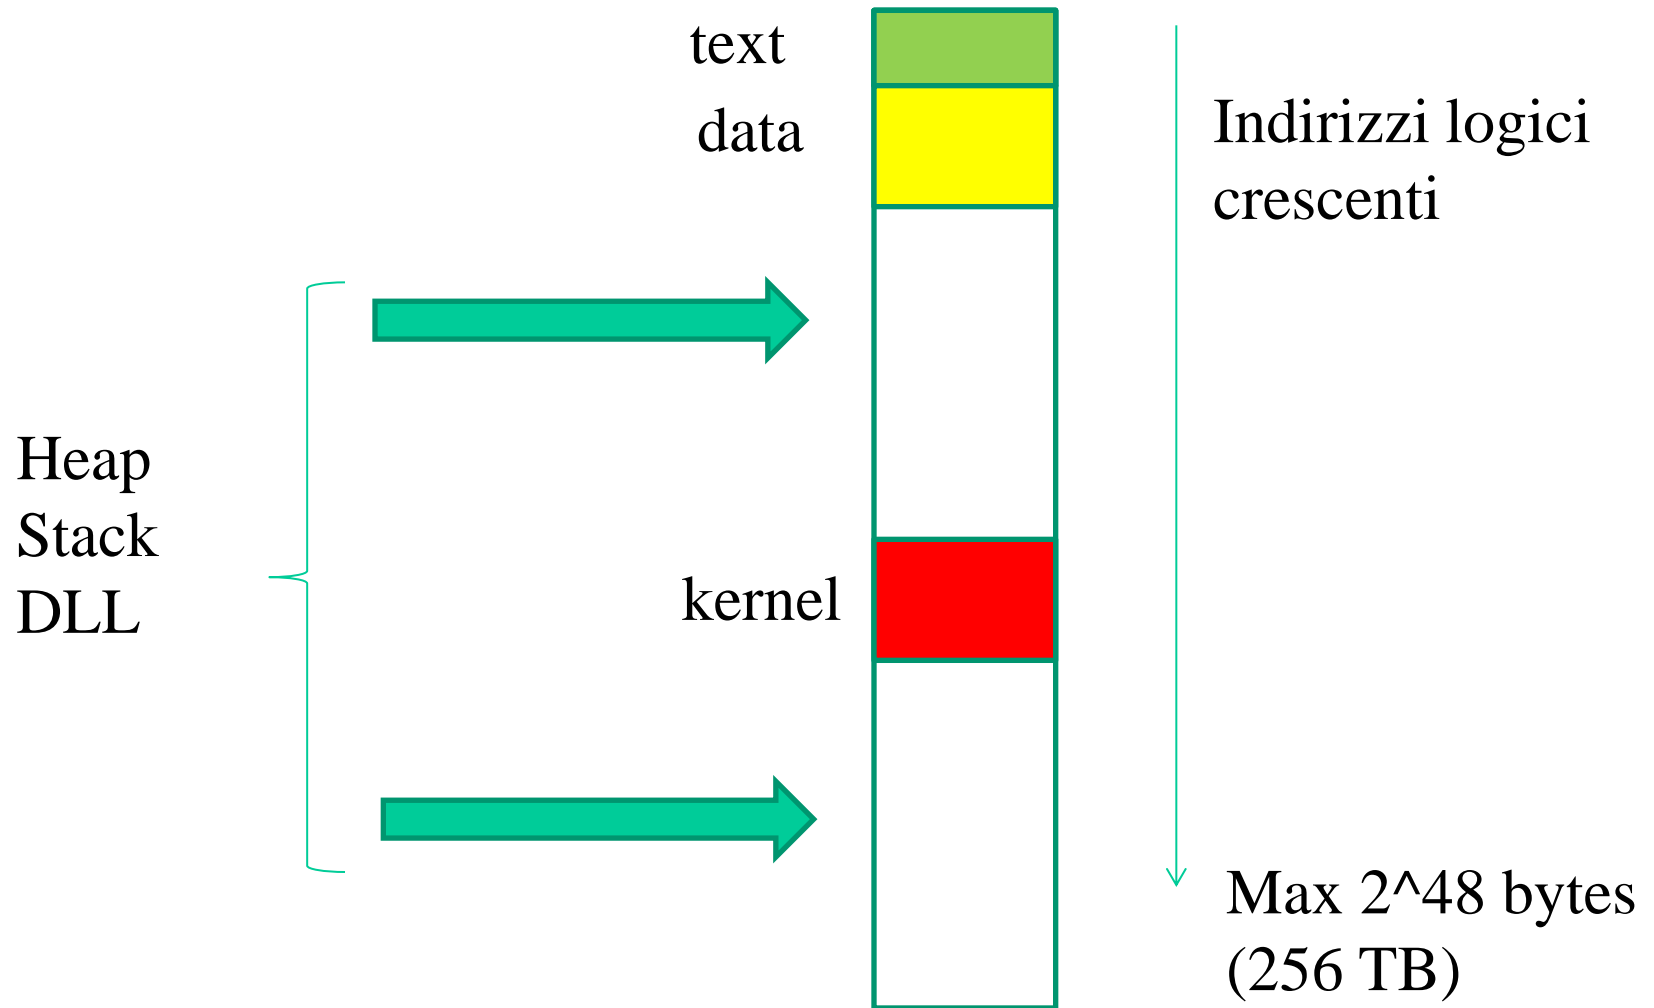 text
data
Indirizzi logici
crescenti
Heap
Stack
DLL
kernel
Max 2^48 bytes
(256 TB)